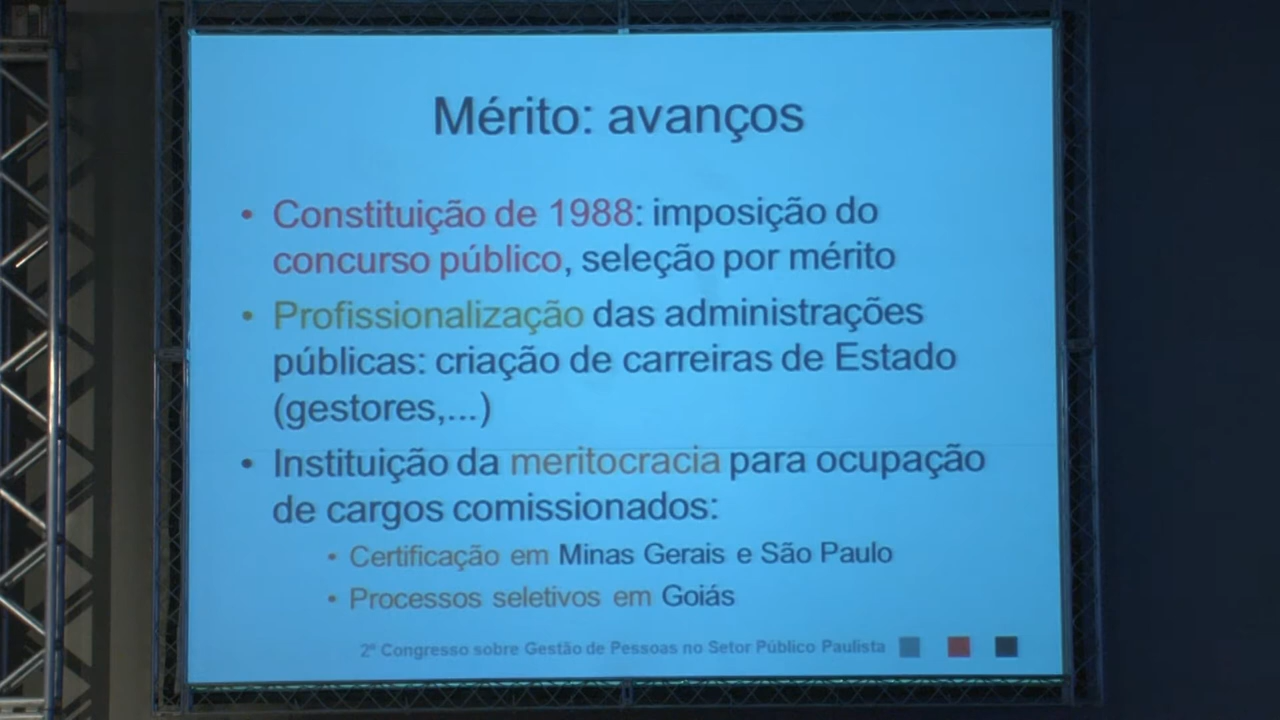 Mérito: avanços
• Constituição de 1988: imposição do
concurso público, seleção por mérito
• Profissionalização das administrações
públicas: criação de carreiras de Estado
(gestores,...)
• Instituição da meritocracia para ocupação
de cargos comissionados:
• Certificação em Minas Gerais e São Paulo
• Processos seletivos em Goiás
2º Congresso sobre Gestão de Pessoas no Setor Público Paulista